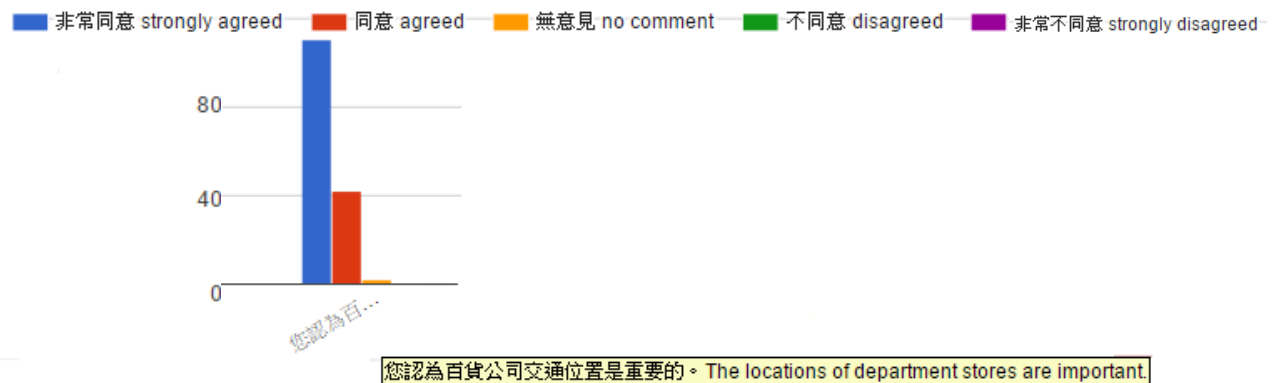 非常同意 strongly agreed 同意 agreed 無意見 no comment 不同意 disagreed 非常不同意 strongly disagreed
80
40
0
您認為百...
您認為百貨公司交通位置是重要的。The locations of department stores are important.